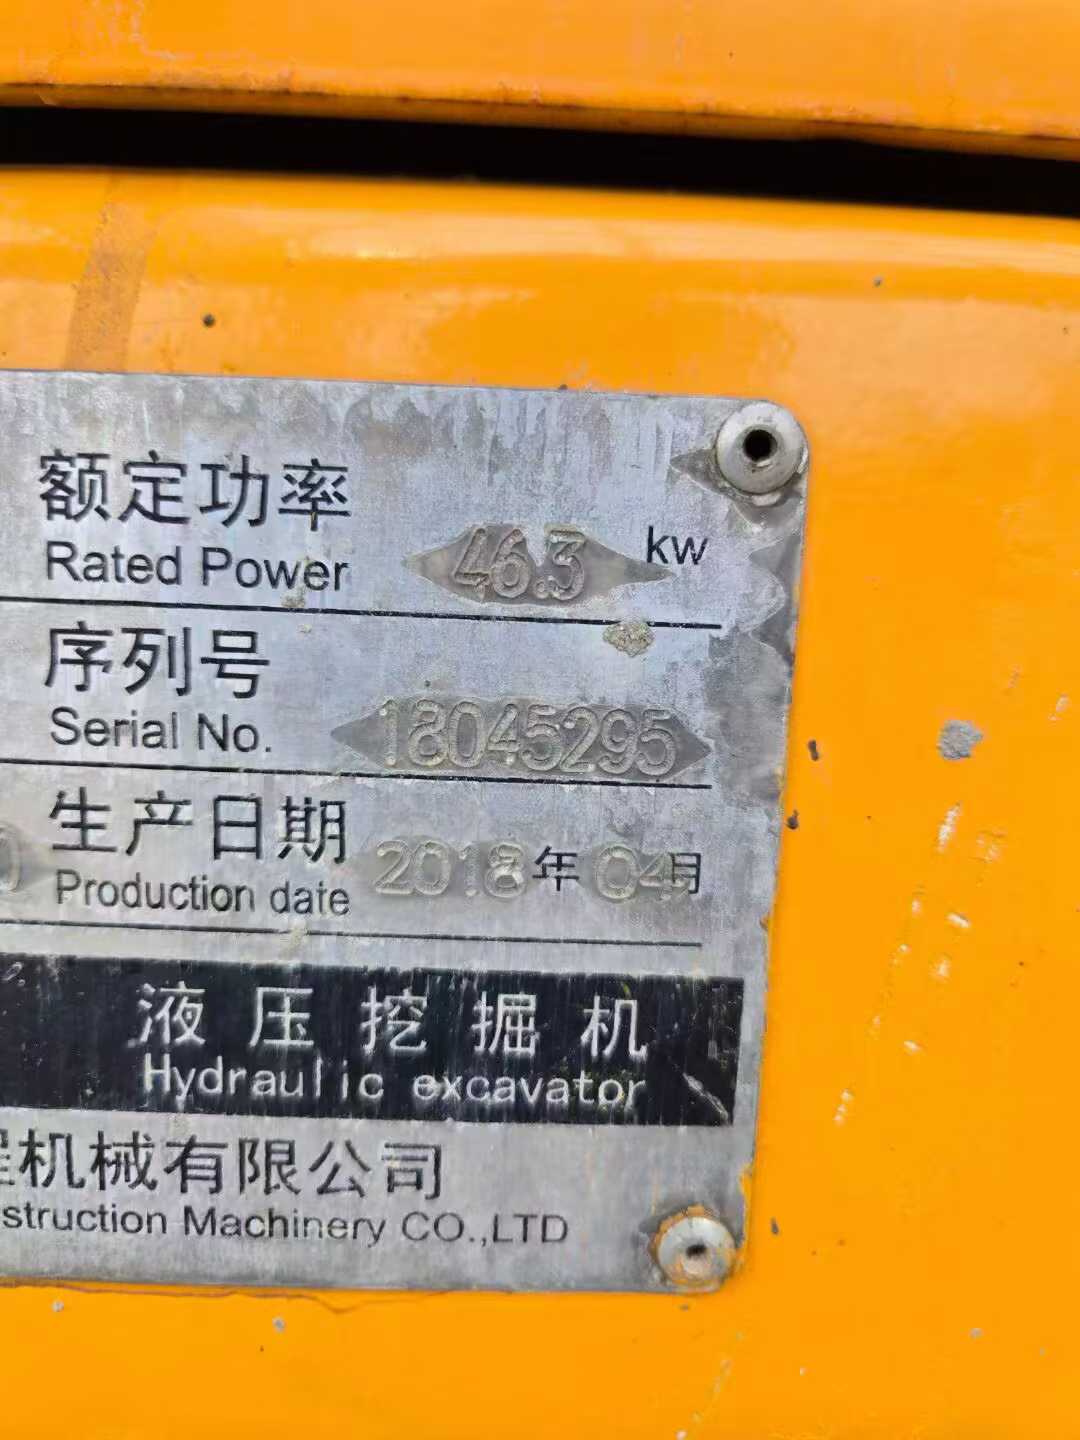 额定功率
Rated Power 46.3 kw
序列号
Serial No. 18045295
生产日期
Production date 2018年04月
液压挖掘机
Hydraulic excavator
机械有限公司
struction Machinery CO.,LTD